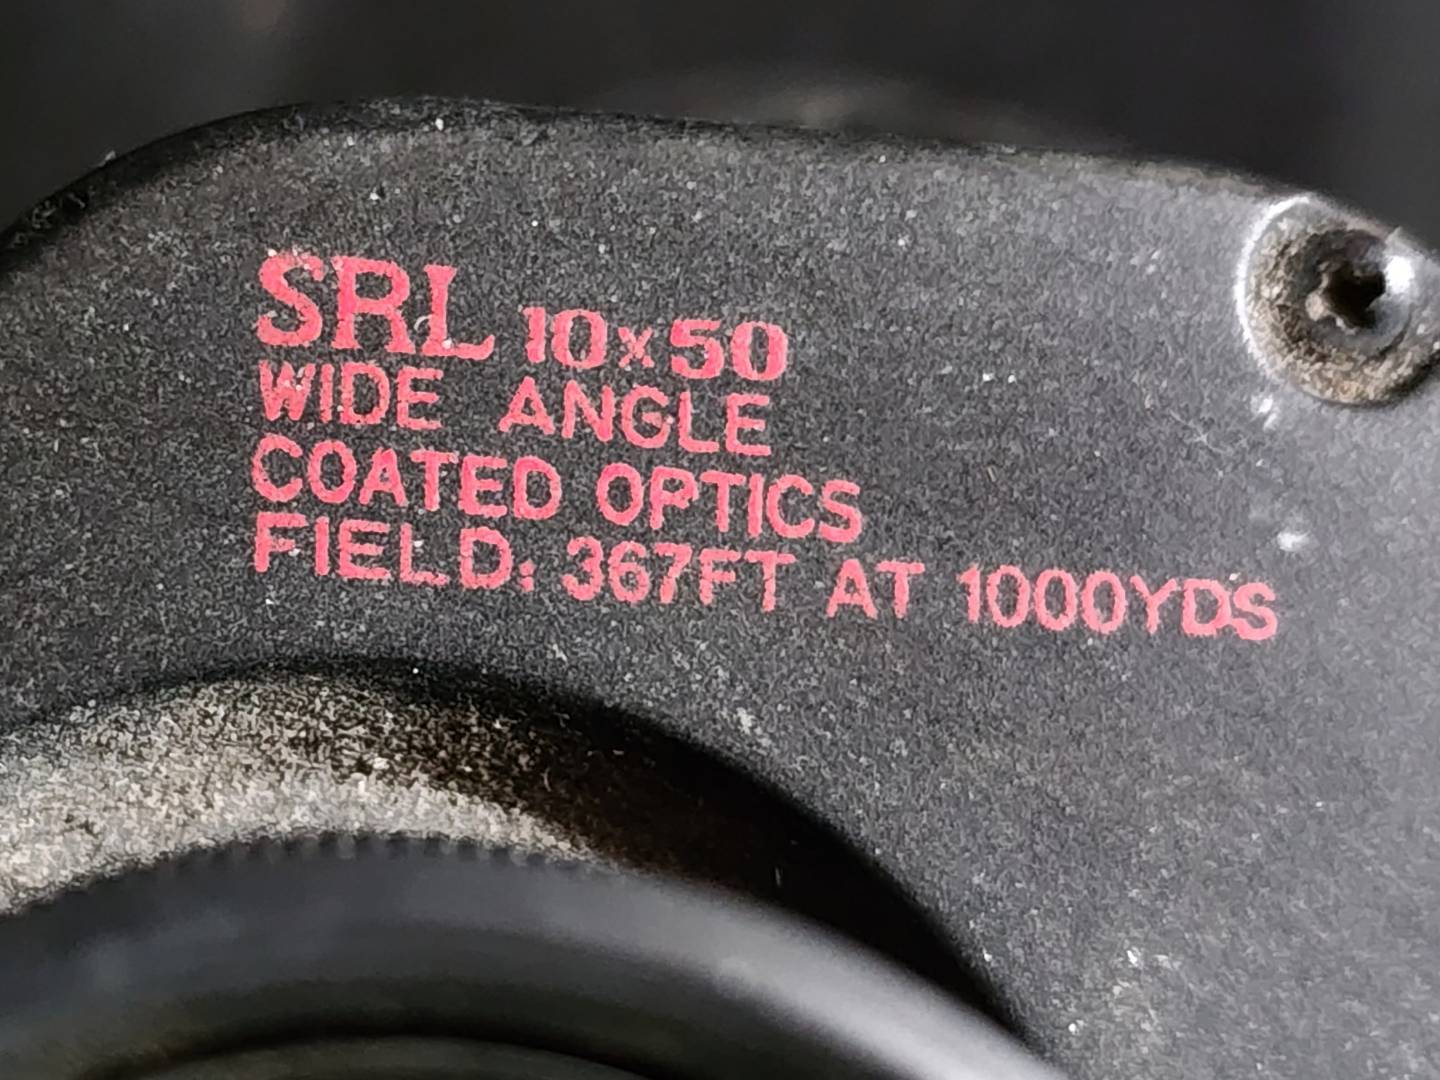 SRL 10x50
WIDE ANGLE
COATED OPTICS
FIELD: 367FT AT 1000YDS